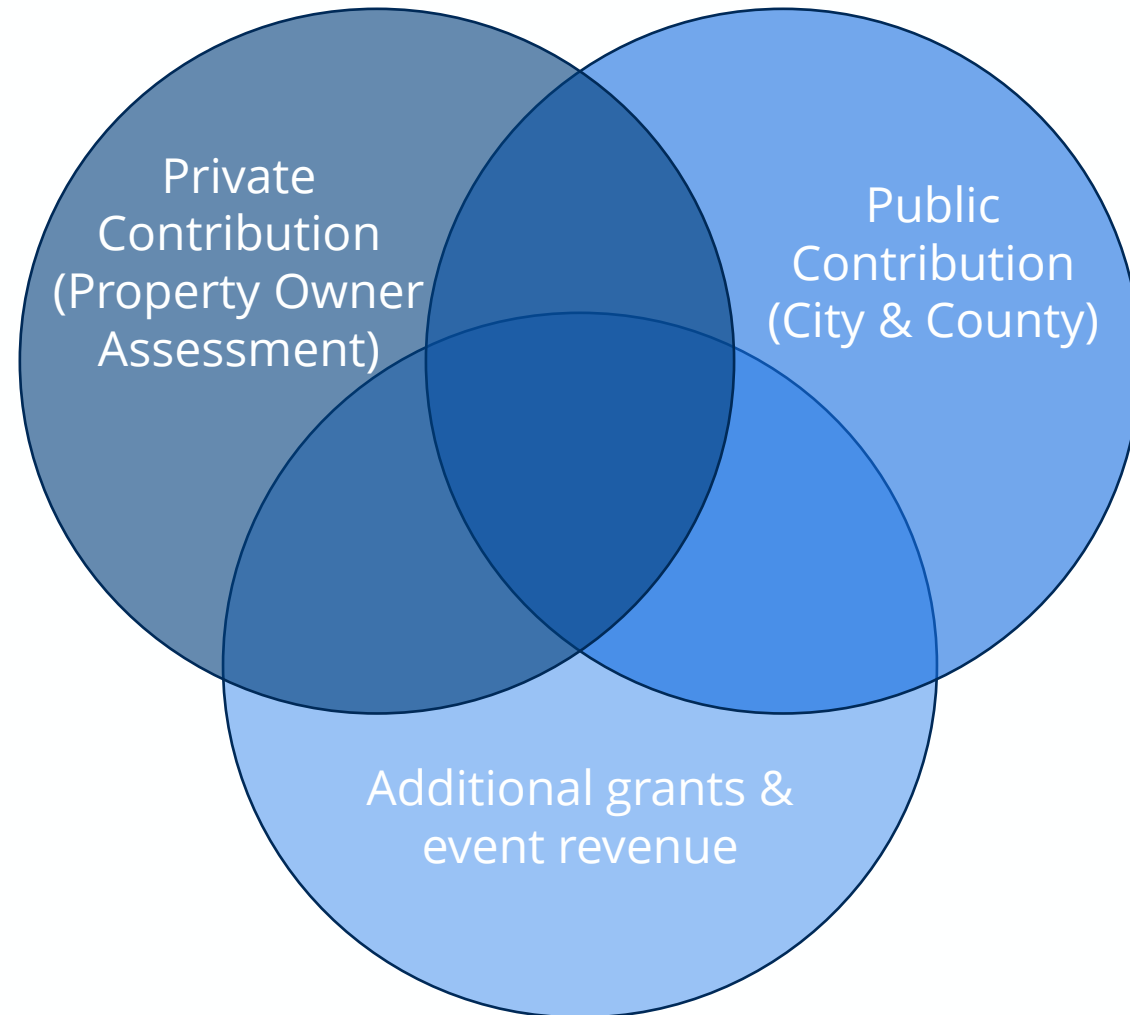 Private
Contribution
(Property Owner
Assessment)
Public
Contribution
(City & County)
Additional grants &
event revenue